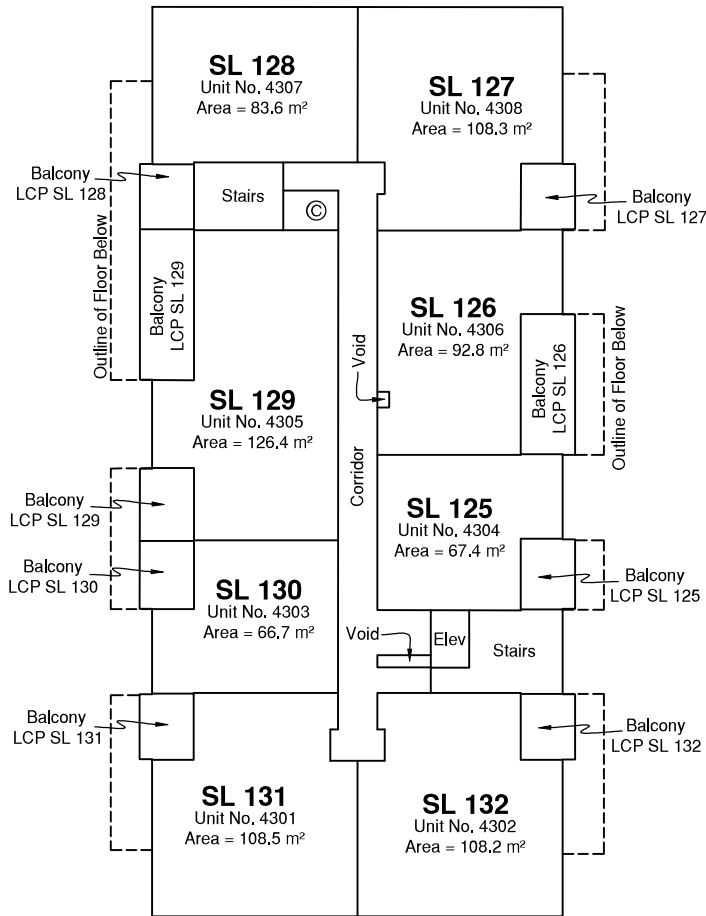 SL 128
Unit No. 4307
Area = 83.6 m²
SL 127
Unit No. 4308
Area = 108.3 m²
Balcony
LCP SL 128
Stairs
©
Balcony
LCP SL 127
Outline of Floor Below
Balcony
LCP SL 129
SL 126
Unit No. 4306
Area = 92.8 m²
Void
Balcony
LCP SL 126
Outline of Floor Below
SL 129
Unit No. 4305
Area = 126.4 m²
Corridor
Balcony
LCP SL 129
SL 125
Unit No. 4304
Area = 67.4 m²
Balcony
LCP SL 130
Balcony
LCP SL 125
SL 130
Unit No. 4303
Area = 66.7 m²
Void
Elev
Stairs
Balcony
LCP SL 131
Balcony
LCP SL 132
SL 131
Unit No. 4301
Area = 108.5 m²
SL 132
Unit No. 4302
Area = 108.2 m²